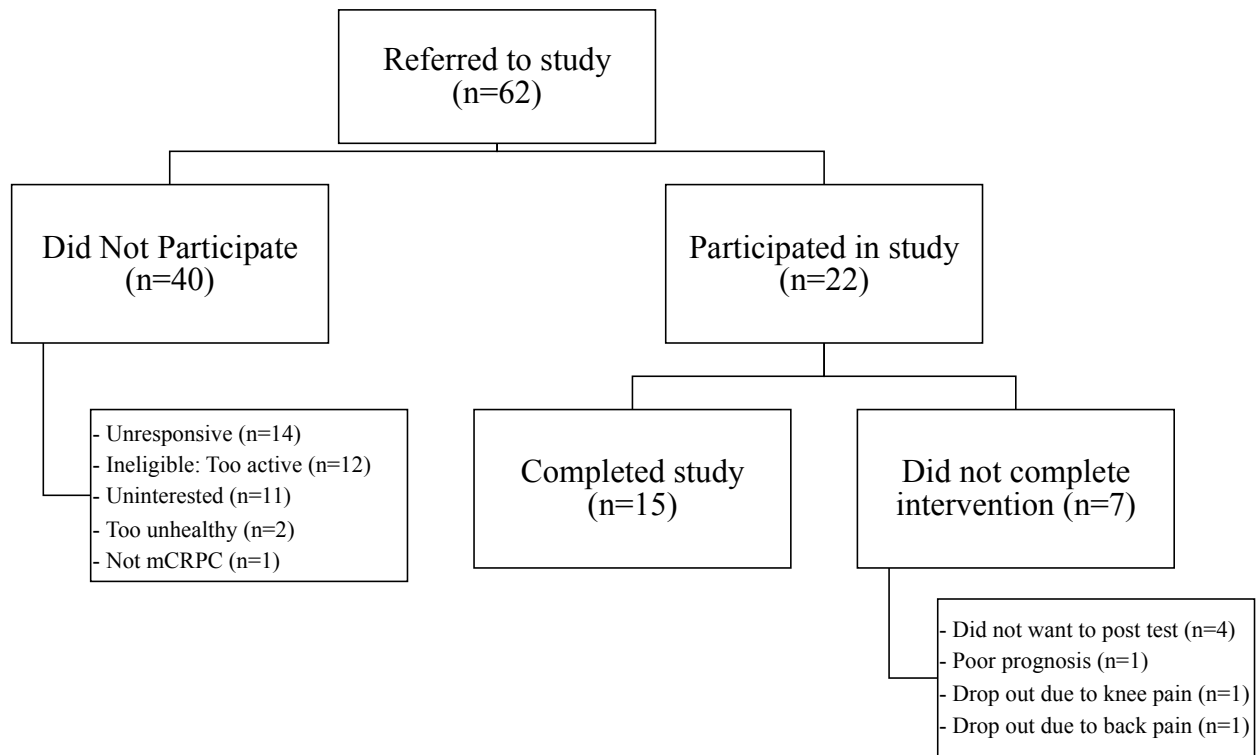 Referred to study
(n=62)
Did Not Participate
(n=40)
Participated in study
(n=22)
- Unresponsive (n=14)
- Ineligible: Too active (n=12)
- Uninterested (n=11)
- Too unhealthy (n=2)
- Not mCRPC (n=1)
Completed study
(n=15)
Did not complete
intervention (n=7)
- Did not want to post test (n=4)
- Poor prognosis (n=1)
- Drop out due to knee pain (n=1)
- Drop out due to back pain (n=1)